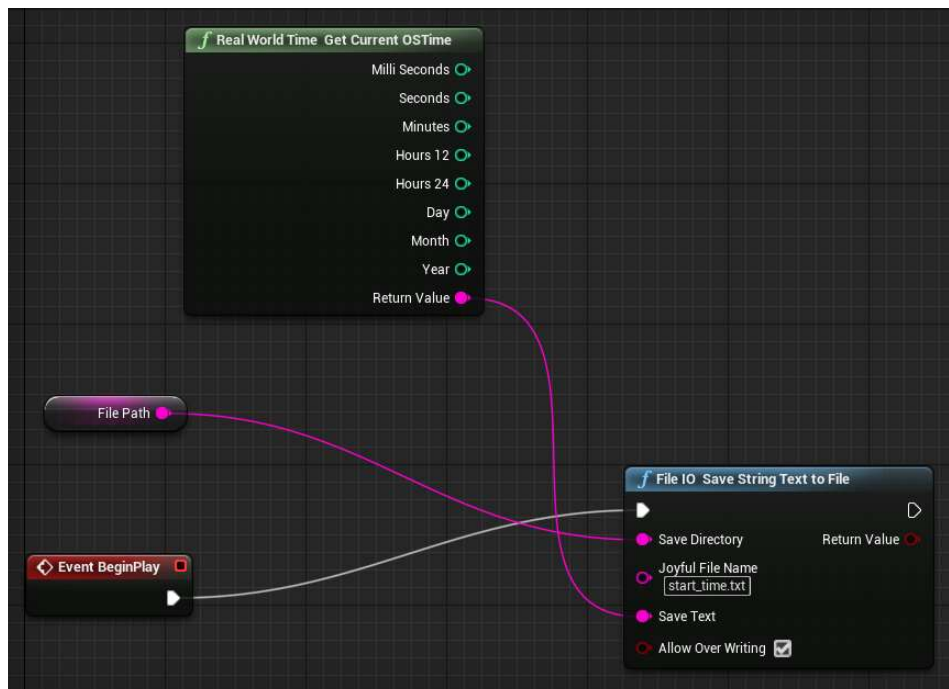 Real World Time  Get Current OSTime
Milli Seconds
Seconds
Minutes
Hours 12
Hours 24
Day
Month
Year
Return Value
File Path
Event BeginPlay
File IO  Save String Text to File
Save Directory
Return Value
Joyful File Name
start_time.txt
Save Text
Allow Over Writing